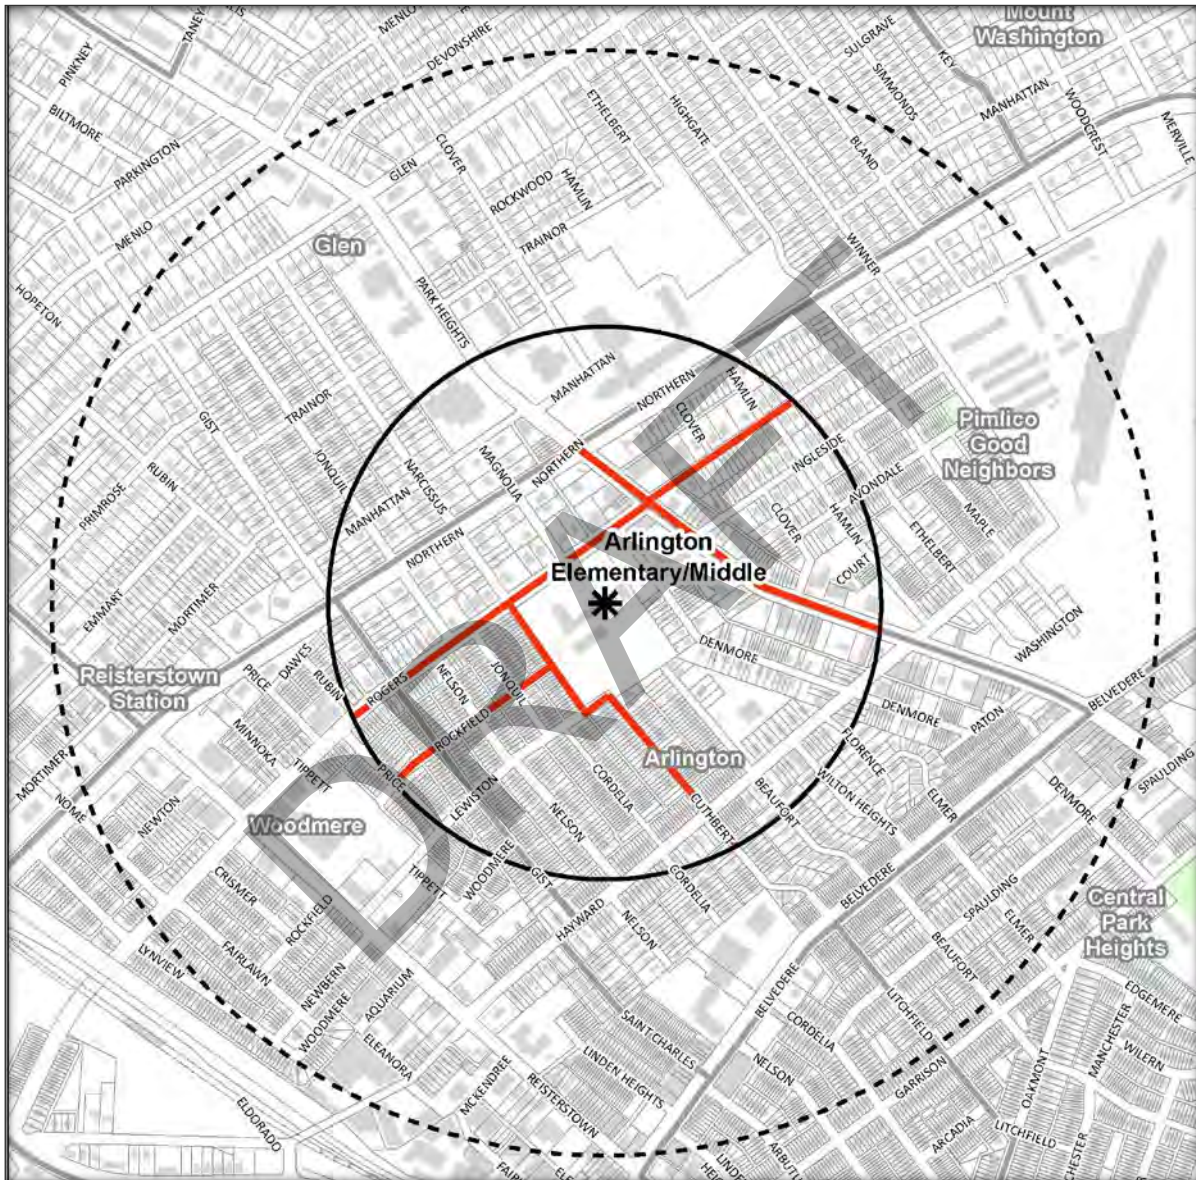 TANEY
PINKNEY
MENLO
DEVONSHIRE
SULGRAVE
KEY
Mount
Washington
SIMMONDS
MANHATTAN
WOODCREST
MERVILLE
BILTMORE
PARKINGTON
GLEN
CLOVER
ETHELBERT
HIGHGATE
BLAND
ROCKWOOD
HAMLIN
TRAINOR
MENLO
Glen
WINNER
HOPETON
PARK HEIGHTS
MANHATTAN
NORTHERN
HAMLIN
CLOVER
GIST
TRAINOR
JONQUIL
NARCISSUS
MAGNOLIA
NORTHERN
INGLESIDE
Pimlico
Good
Neighbors
RUBIN
PRIMROSE
MANHATTAN
NORTHERN
AVONDALE
MAPLE
CLOVER
HAMLIN
ETHELBERT
COURT
Arlington
Elementary/Middle
EMMART
MORTIMER
WASHINGTON
DENMORE
Reisterstown
Station
PRICE
DAWES
RUBIN
ROGERS
NELSON
JONQUIL
ROCKFIELD
BELVEDERE
DENMORE
PATON
MINNOKA
TIPPETT
PRICE
Arlington
FLORENCE
SPAULDING
MORTIMER
NOME
NEWTON
Woodmere
LEWISTON
NELSON
CORDELIA
CUTHBERT
BEAUFORT
WILTON HEIGHTS
ELMER
DENMORE
CRISMER
ROCKFIELD
TIPPETT
WOODMERE
GIST
CORDELIA
BELVEDERE
SPAULDING
ELMER
Central
Park
Heights
HAYWARD
NELSON
LYNVIEW
FAIRLAWN
NEWBERN
WOODMERE
AQUARIUM
BELVEDERE
BEAUFORT
EDGEMERE
LITCHFIELD
CORDELIA
SAINT CHARLES
ELEANORA
LINDEN HEIGHTS
NELSON
GARRISON
OAKMONT
MANCHESTER
WILERN
MCKENDREE
REISTERSTOWN
ELDORADO
ARCADIA
LITCHFIELD
DRAFT